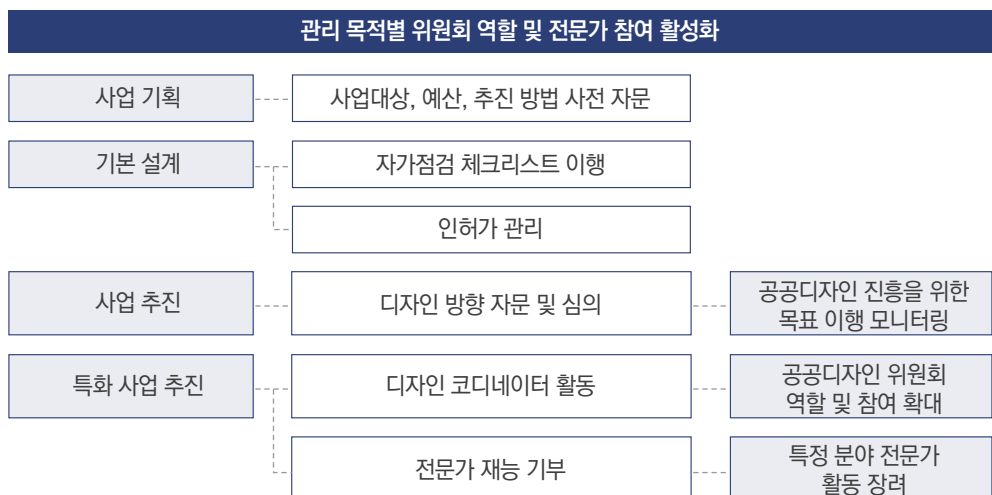 관리 목적별 위원회 역할 및 전문가 참여 활성화
사업 기획
사업대상, 예산, 추진 방법 사전 자문
기본 설계
자가점검 체크리스트 이행
인허가 관리
사업 추진
디자인 방향 자문 및 심의
공공디자인 진흥을 위한
목표 이행 모니터링
특화 사업 추진
디자인 코디네이터 활동
공공디자인 위원회
역할 및 참여 확대
전문가 재능 기부
특정 분야 전문가
활동 장려